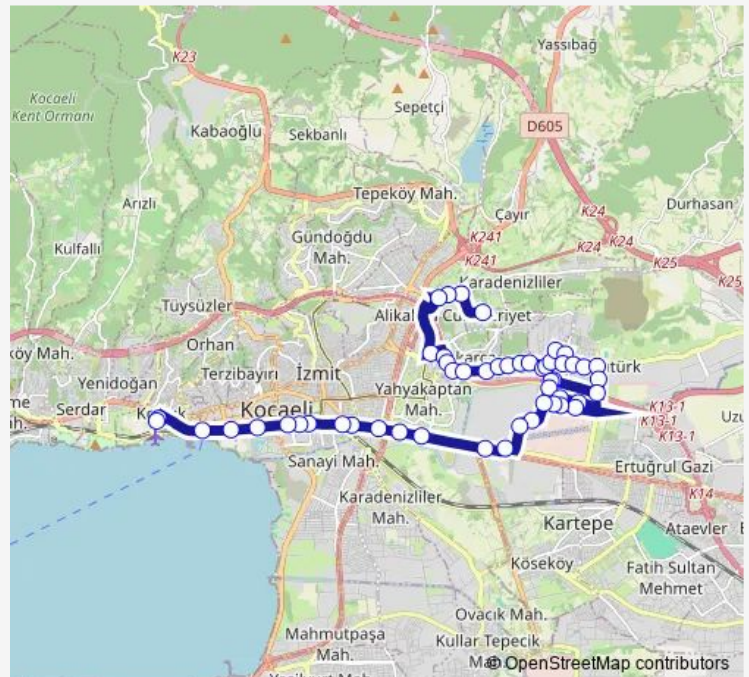 Yassıbağ
K23
Kocaeli
Kent Ormanı
Sepetçi
Kabaoğlu
Sekbanlı
D605
Arızlı
Tepeköy Mah.
Durhasan
Çayır
K24
Kulfallı
Gündoğdu
Mah.
K241
K24
K24
K241
K25
K25
Karadenizliler
Tüysüzler
Orhan
köy Mah.
Terzibayırı
İzmit
Yenidoğan
Yahyakaptan
Mah.
Serdar
Kocaeli
K13-1
K13-1
K13-1
Uzu
Sanayi Mah.
Ertuğrul Gazi
K14
Karadenizliler
Mah.
Kartepe
Ataevler
Köseköy
Fatih Sultan
Mehmet
Ovacık Mah.
Mahmutpaşa
Mah.
Kullar Tepecik
© OpenStreetMap contributors